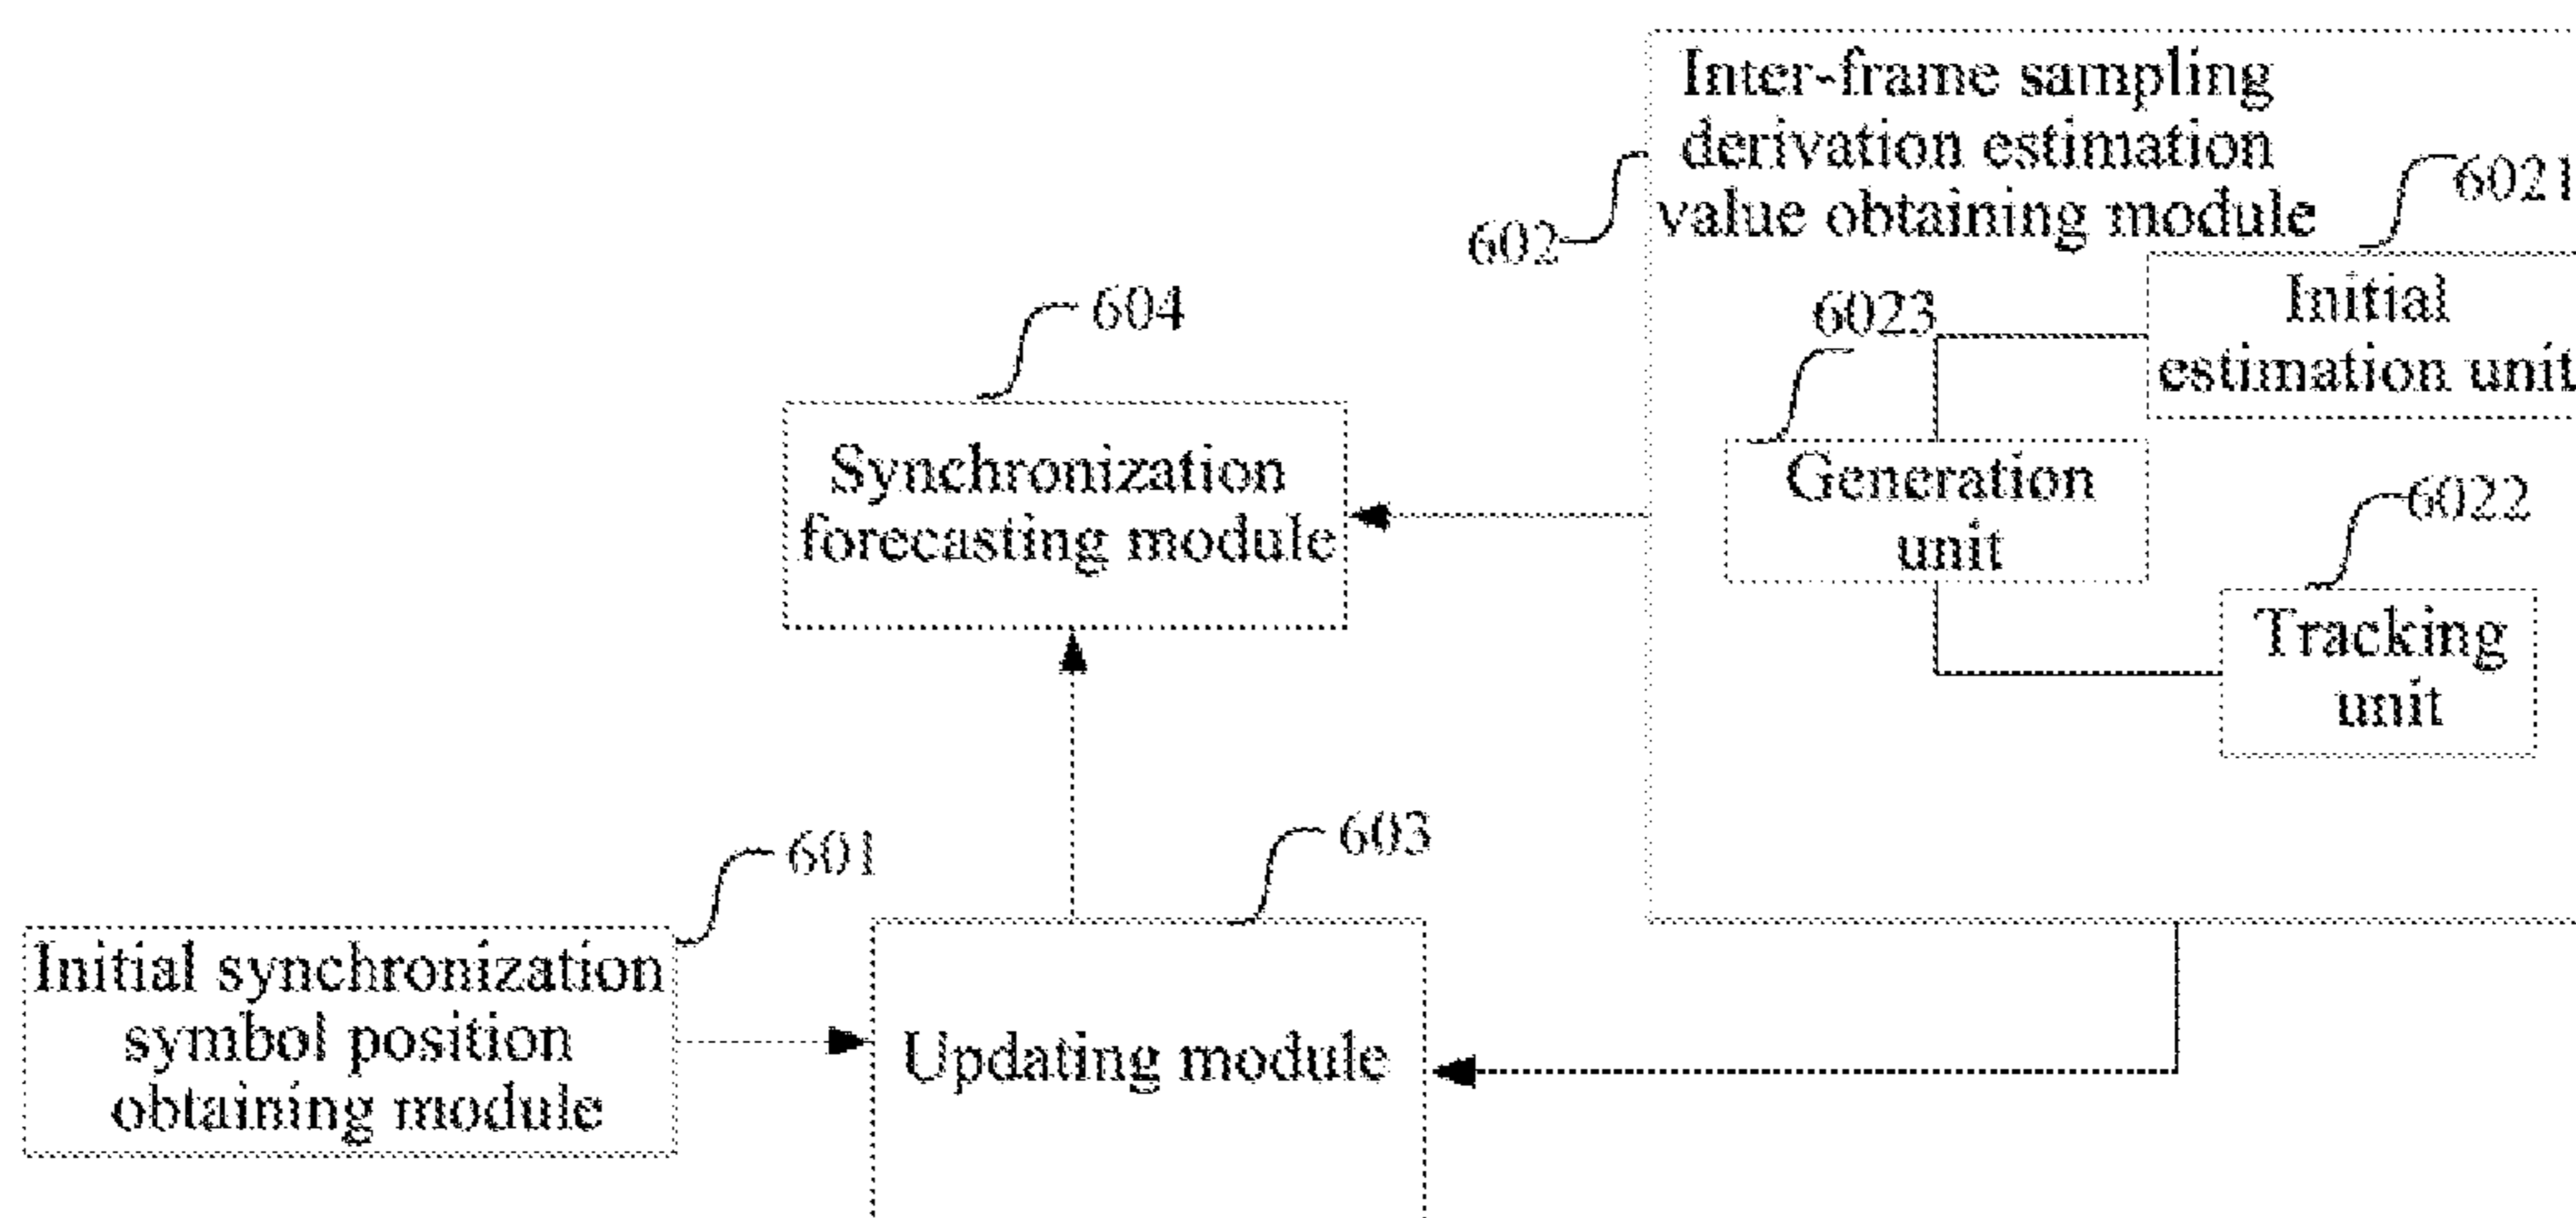 Inter-frame sampling
derivation estimation
value obtaining module
602
6021
Initial
estimation unit
6023
Generation
unit
6022
Tracking
unit
604
Synchronization
forecasting module
601
Initial synchronization
symbol position
obtaining module
603
Updating module